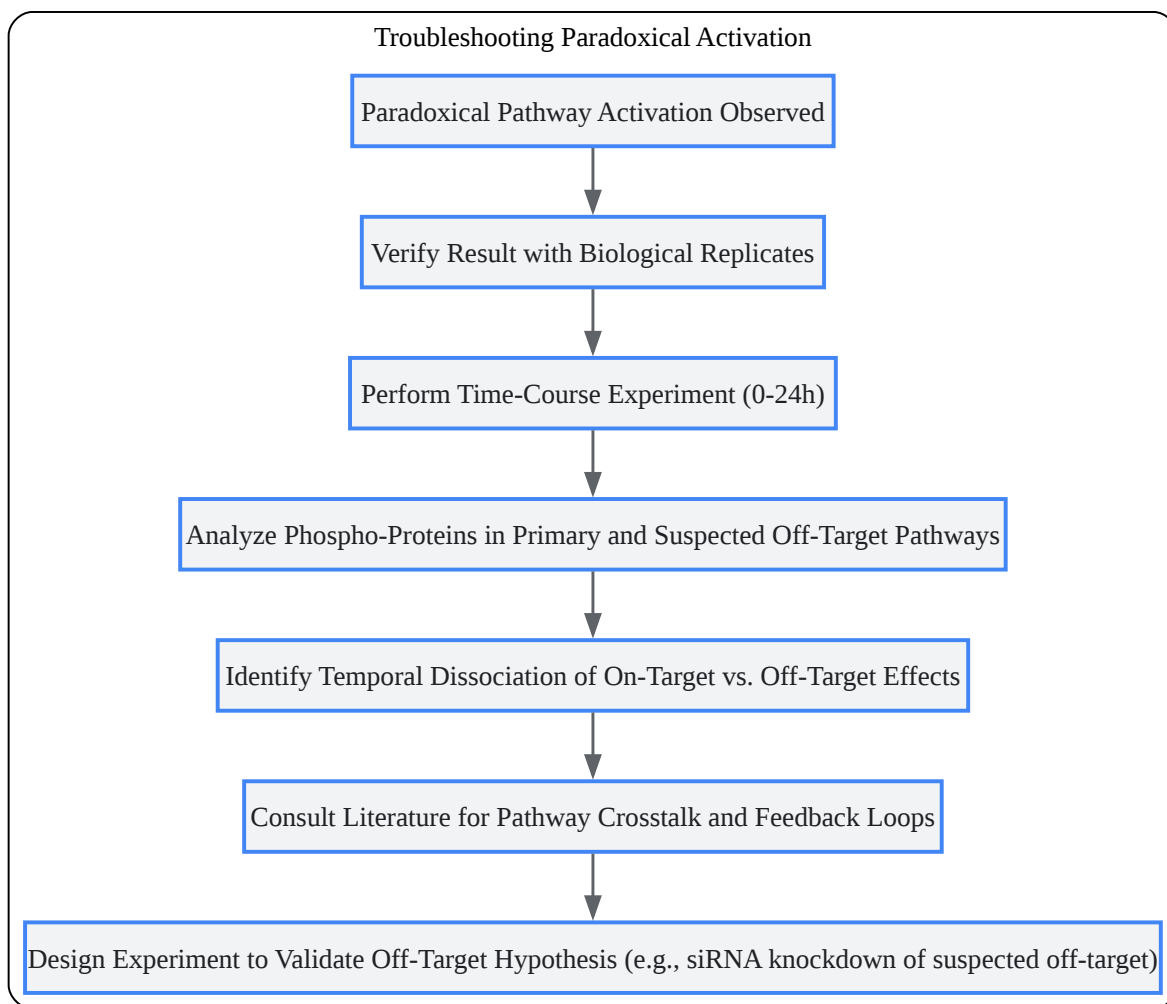 Troubleshooting Paradoxical Activation
Paradoxical Pathway Activation Observed
Verify Result with Biological Replicates
Perform Time-Course Experiment (0-24h)
Analyze Phospho-Proteins in Primary and Suspected Off-Target Pathways
Identify Temporal Dissociation of On-Target vs. Off-Target Effects
Consult Literature for Pathway Crosstalk and Feedback Loops
Design Experiment to Validate Off-Target Hypothesis (e.g., siRNA knockdown of suspected off-target)